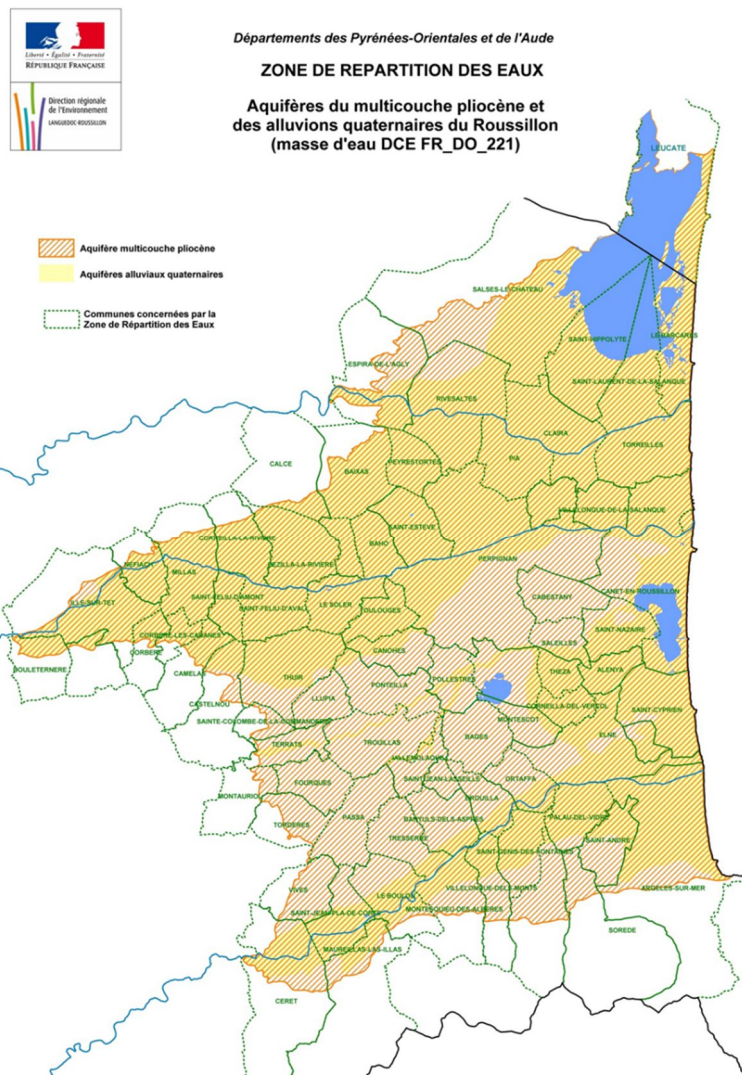 Liberté • Égalité • Fraternité
RÉPUBLIQUE FRANÇAISE
Direction régionale
de l'Environnement
LANGUEDOC-ROUSSILLON
Départements des Pyrénées-Orientales et de l'Aude
ZONE DE REPARTITION DES EAUX
Aquifères du multicouche pliocène et
des alluvions quaternaires du Roussillon
(masse d'eau DCE FR_DO_221)
Aquifère multicouche pliocène
Aquifères alluviaux quaternaires
Communes concernées par la
Zone de Répartition des Eaux
LEUCATE
SALSES-LE-CHATEAU
SAINT-HIPPOLYTE
LE-BARCARES
ESPIRA-DE-L'AGLY
SAINT-LAURENT-DE-LA-SALANQUE
RIVESALTES
CLAIRA
TORREILLES
PIA
CALCE
PEYRESTORTES
BAIXAS
VILLELONGUE-DE-LA-SALANQUE
SAINT-ESTEVE
CORNEILLA-LA-RIVIERE
BAHO
PERPIGNAN
NEFIACH
MILLAS
PEZILLA-LA-RIVIERE
CANET-EN-ROUSSILLON
ILLE-SUR-TET
SAINT-FELIU-D'AMONT
CABESTANY
SAINT-FELIU-D'AVAL
LE SOLER
TOULOUGES
SAINT-NAZAIRE
CORBERE-LES-CABANES
SALEILLES
CORBERE
CANOHES
BOULETERNERE
CAMELAS
THUIR
PONTEILLA
POLLESTRES
THEZA
ALENYA
CASTELNOU
LLUPIA
CORNEILLA-DEL-VERCOL
SAINT-CYPRIEN
SAINTE-COLOMBE-DE-LA-COMMANDERIE
MONTESCOT
TERRATS
TROUILLAS
BAGES
ELNE
VILLEMOLAQUE
FOURQUES
SAINT-JEAN-LASSEILLE
ORTAFFA
MONTAURIOL
BROUILLA
TORDERES
PASSA
BANYULS-DELS-ASPRES
PALAU-DEL-VIDRE
TRESSERRE
SAINT-ANDRE
SAINT-GENIS-DES-FONTAINES
VIVES
LE-BOULOU
VILLELONGUE-DELS-MONTS
ARGELES-SUR-MER
SAINT-JEAN-PLA-DE-CORTS
MONTESQUIEU-DES-ALBERES
SOREDE
MAUREILLAS-LAS-ILLAS
CERET